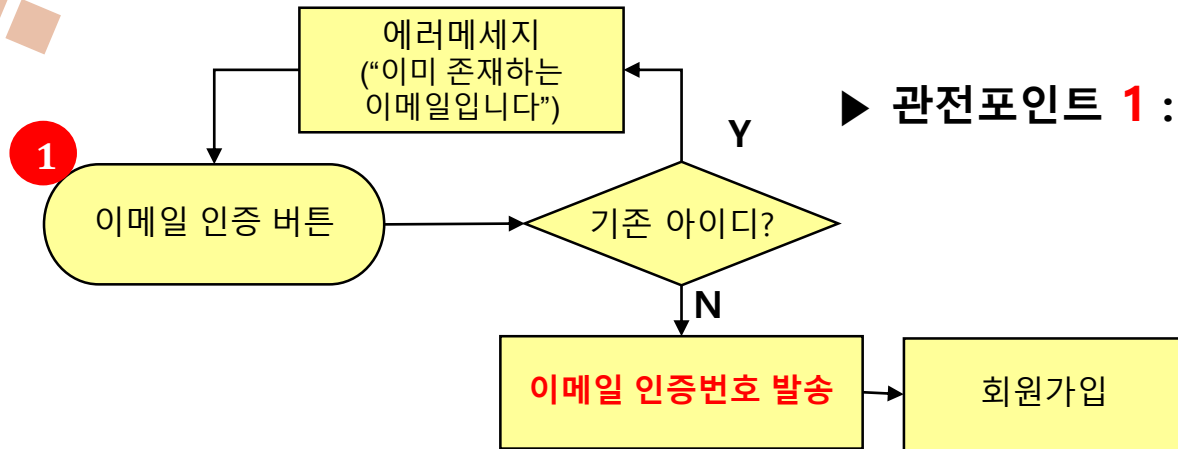 에러메세지
(“이미 존재하는
이메일입니다”)
▶ 관전포인트 1 :
Y
1
이메일 인증 버튼
기존 아이디?
N
이메일 인증번호 발송
회원가입